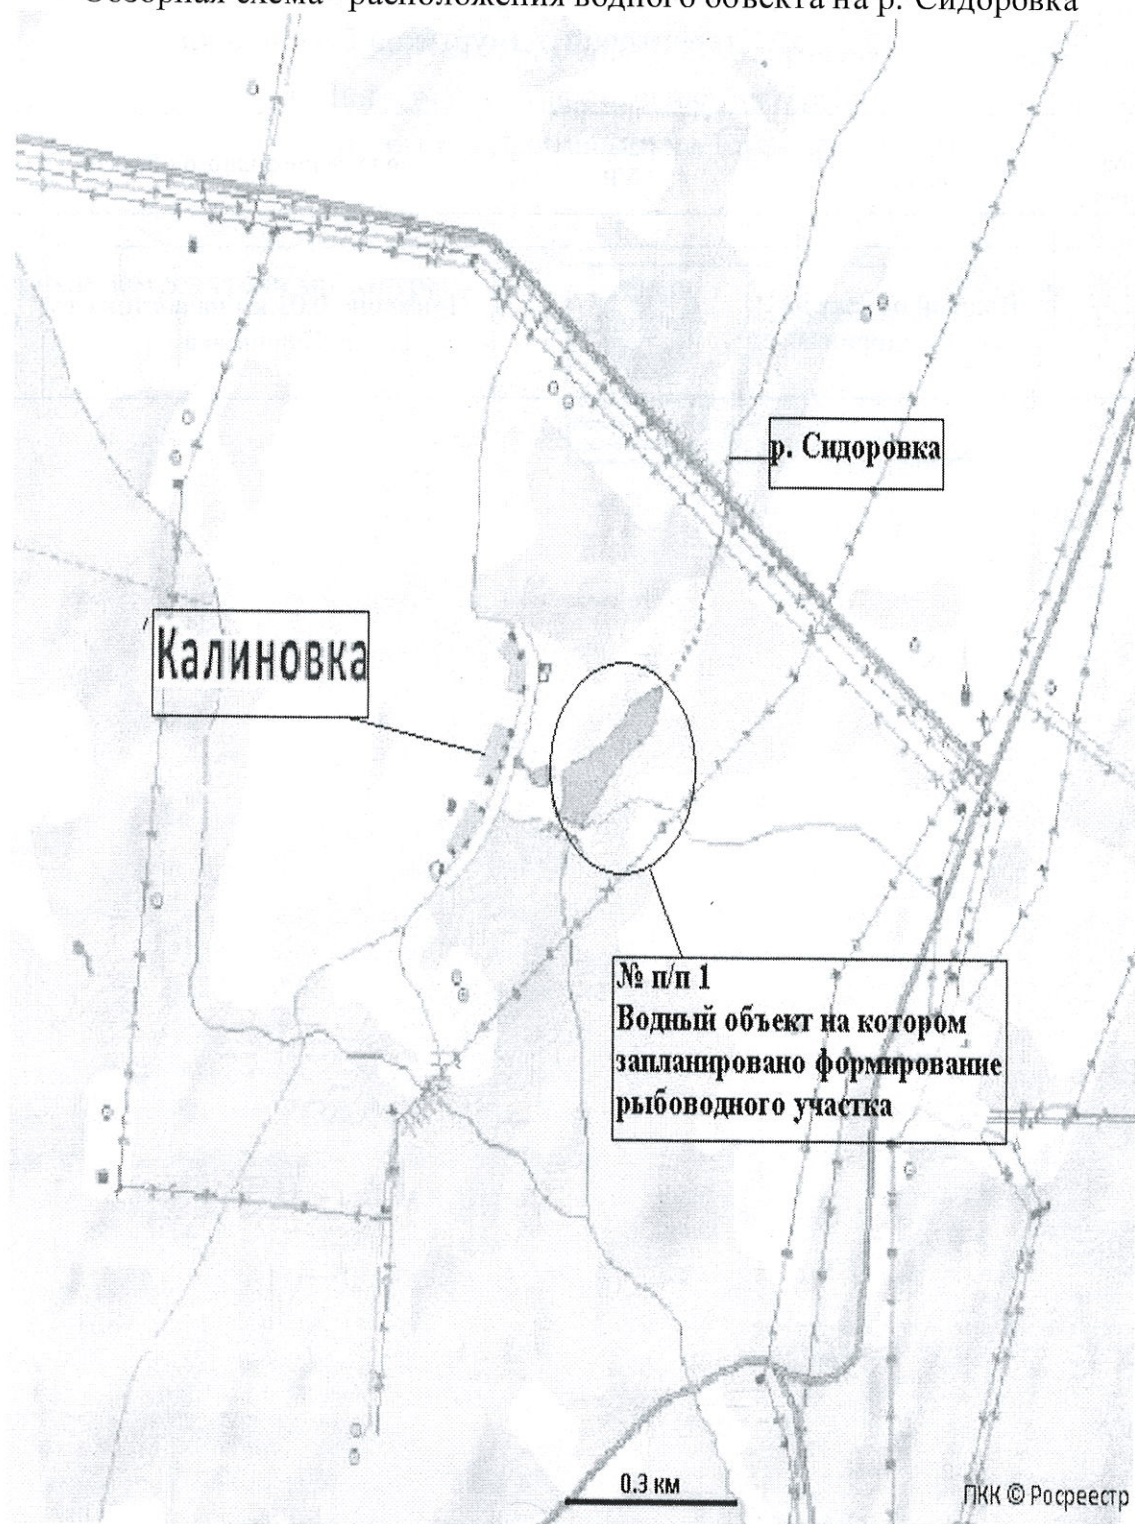 Обзорная схема расположения водного объекта на р. Сидоровка
р. Сидоровка
Калиновка
№ п/п 1
Водный объект на котором
запланировано формирование
рыбоводного участка
0.3 км
ПКК © Росреестр